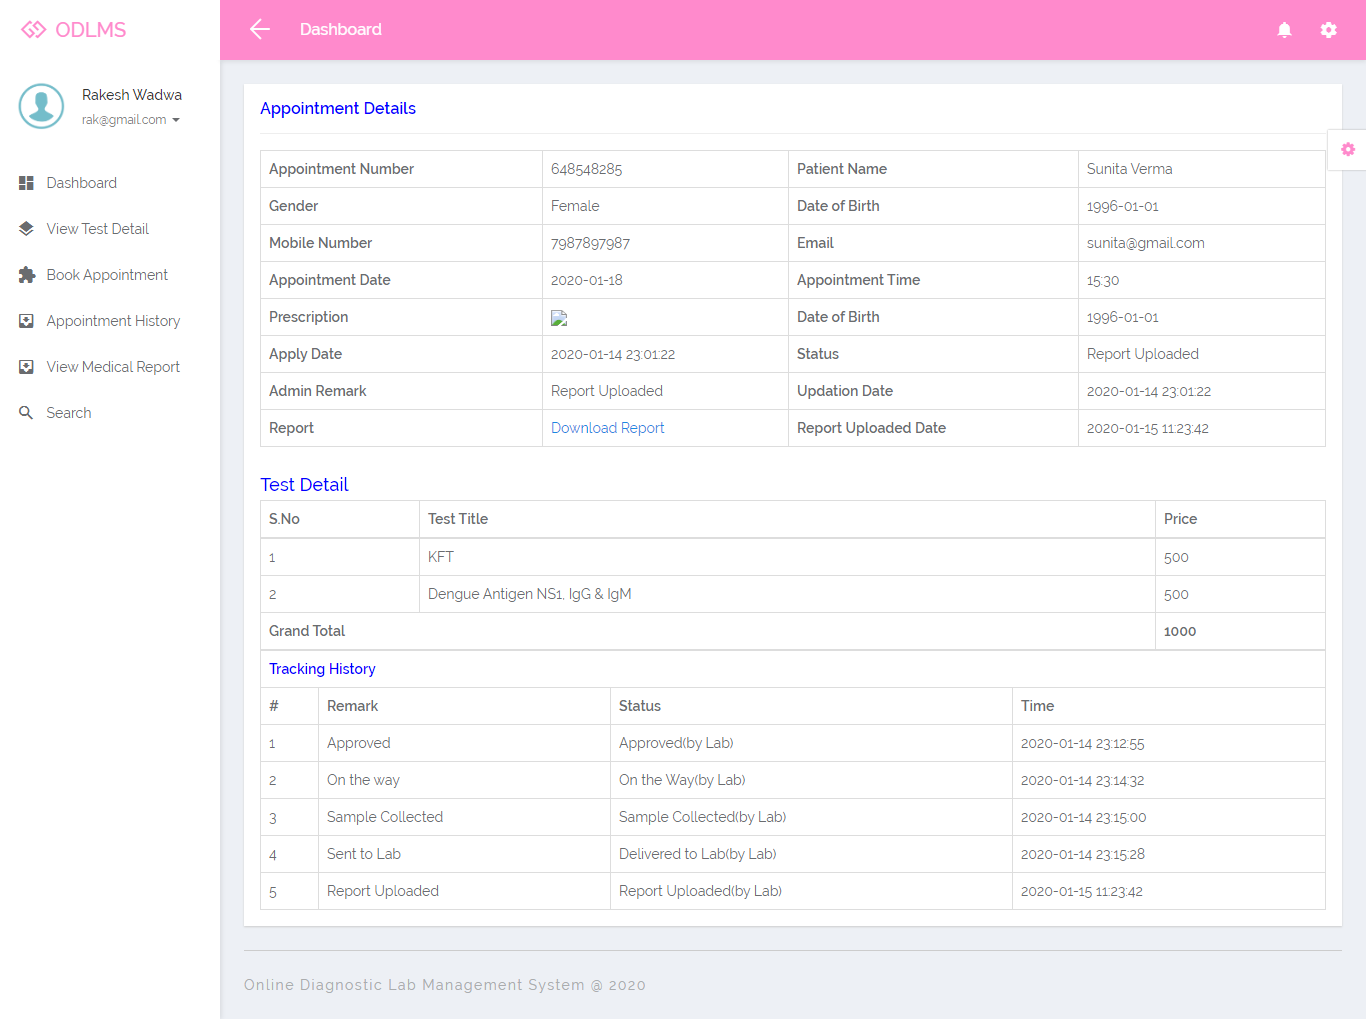 ODLMS
Dashboard
Rakesh Wadwa
rak@gmail.com
Dashboard
View Test Detail
Book Appointment
Appointment History
View Medical Report
Search
Appointment Details
Appointment Number 648548285 Patient Name Sunita Verma
Gender Female Date of Birth 1996-01-01
Mobile Number 7987897987 Email sunita@gmail.com
Appointment Date 2020-01-18 Appointment Time 15:30
Prescription Date of Birth 1996-01-01
Apply Date 2020-01-14 23:01:22 Status Report Uploaded
Admin Remark Report Uploaded Updation Date 2020-01-14 23:01:22
Report Download Report Report Uploaded Date 2020-01-15 11:23:42
Test Detail
S.No Test Title Price
1 KFT 500
2 Dengue Antigen NS1, IgG & IgM 500
Grand Total 1000
Tracking History
# Remark Status Time
1 Approved Approved(by Lab) 2020-01-14 23:12:55
2 On the way On the Way(by Lab) 2020-01-14 23:14:32
3 Sample Collected Sample Collected(by Lab) 2020-01-14 23:15:00
4 Sent to Lab Delivered to Lab(by Lab) 2020-01-14 23:15:28
5 Report Uploaded Report Uploaded(by Lab) 2020-01-15 11:23:42
Online Diagnostic Lab Management System @ 2020